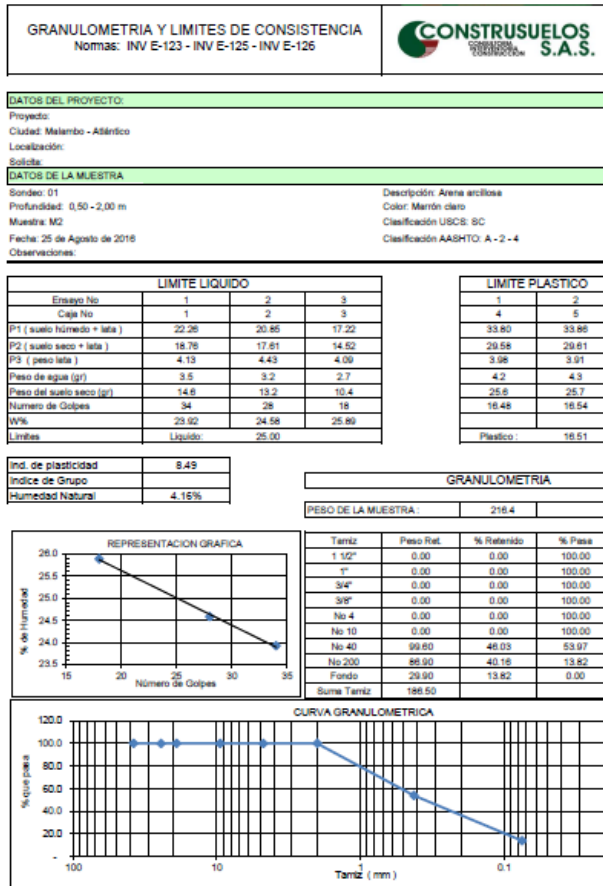 GRANULOMETRIA Y LIMITES DE CONSISTENCIA
Normas: INV E-123 - INV E-125 - INV E-126
CONSTRUSUELOS
CONSULTORIA
INTERVENTORIA
CONSTRUCCIÓN
S.A.S.
DATOS DEL PROYECTO:
Proyecto:
Ciudad: Malambo - Atlántico
Localización:
Solicita:
DATOS DE LA MUESTRA
Sondeo: 01 Descripción: Arena arcillosa
Profundidad: 0,50 - 2,00 m Color: Marrón claro
Muestra: M2 Clasificación USCS: SC
Fecha: 25 de Agosto de 2016 Clasificación AASHTO: A - 2 - 4
Observaciones:
LIMITE LIQUIDO LIMITE PLASTICO
Ensayo No 1 2 3 1 2
Caja No 1 2 3 4 5
P1 ( suelo húmedo + lata ) 22.26 20.85 17.22 33.80 33.86
P2 ( suelo seco + lata ) 18.76 17.61 14.52 29.58 29.61
P3 ( peso lata ) 4.13 4.43 4.09 3.98 3.91
Peso de agua (gr) 3.5 3.2 2.7 4.2 4.3
Peso del suelo seco (gr) 14.6 13.2 10.4 25.6 25.7
Numero de Golpes 34 28 18 16.48 16.54
W% 23.92 24.58 25.89
Limites Liquido: 25.00 Plastico : 16.51
Ind. de plasticidad 8.49
Indice de Grupo
Humedad Natural 4.16%
GRANULOMETRIA
PESO DE LA MUESTRA : 216.4
Tamiz Peso Ret. % Retenido % Pasa
1 1/2" 0.00 0.00 100.00
1" 0.00 0.00 100.00
3/4" 0.00 0.00 100.00
3/8" 0.00 0.00 100.00
No 4 0.00 0.00 100.00
No 10 0.00 0.00 100.00
No 40 99.60 46.03 53.97
No 200 86.90 40.16 13.82
Fondo 29.90 13.82 0.00
Suma Tamiz 186.50
REPRESENTACION GRAFICA
% de Humedad
26.0
25.5
25.0
24.5
24.0
23.5
15 20 25 30 35
Número de Golpes
CURVA GRANULOMETRICA
% que pasa
120.0
100.0
80.0
60.0
40.0
20.0
-
100 10 1 0.1
Tamiz ( mm )